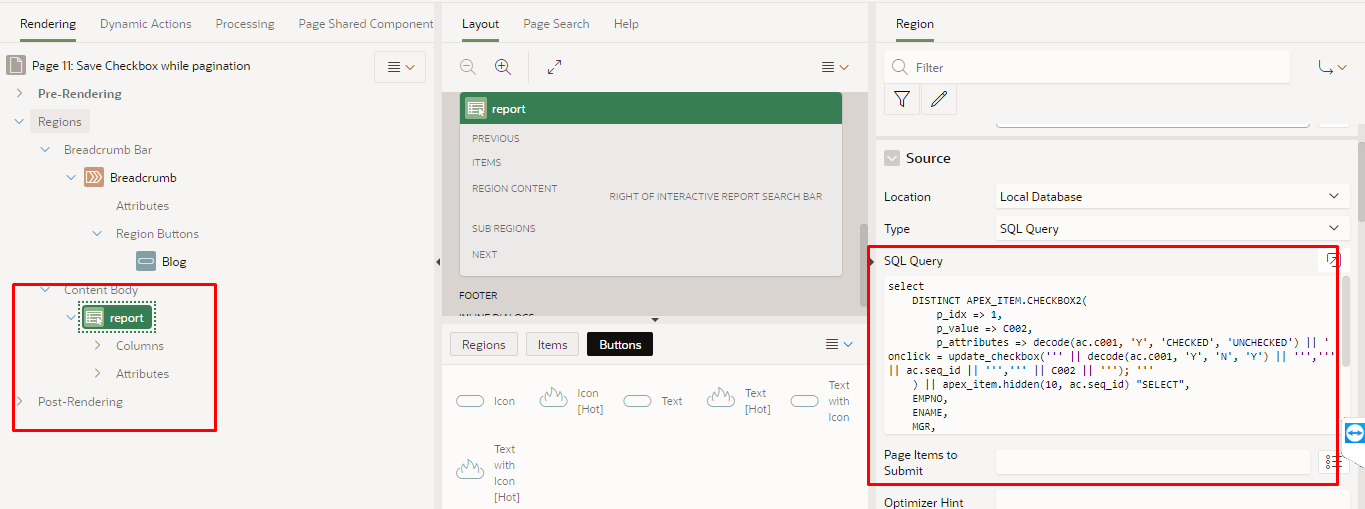 Rendering
Dynamic Actions
Processing
Page Shared Component
Page 11: Save Checkbox while pagination
Pre-Rendering
Regions
Breadcrumb Bar
Breadcrumb
Attributes
Region Buttons
Blog
Content Body
report
Columns
Attributes
Post-Rendering
Layout
Page Search
Help
report
PREVIOUS
ITEMS
REGION CONTENT
RIGHT OF INTERACTIVE REPORT SEARCH BAR
SUB REGIONS
NEXT
FOOTER
INLINE DIALOGS
Regions
Items
Buttons
Icon
Icon
[Hot]
Text
Text
[Hot]
Text
with
Icon
Text
with
Icon
[Hot]
Region
Filter
Source
Location
Local Database
Type
SQL Query
SQL Query
select
DISTINCT APEX_ITEM.CHECKBOX2(
p_idx => 1,
p_value => C002,
p_attributes => decode(ac.c001, 'Y', 'CHECKED', 'UNCHECKED') || '
onclick = update_checkbox(''' || decode(ac.c001, 'Y', 'N', 'Y') || ''','''
|| ac.seq_id || ''',''' || C002 || '''); '''
) || apex_item.hidden(10, ac.seq_id) "SELECT",
EMPNO,
ENAME,
MGR,
Page Items to
Submit
Optimizer Hint